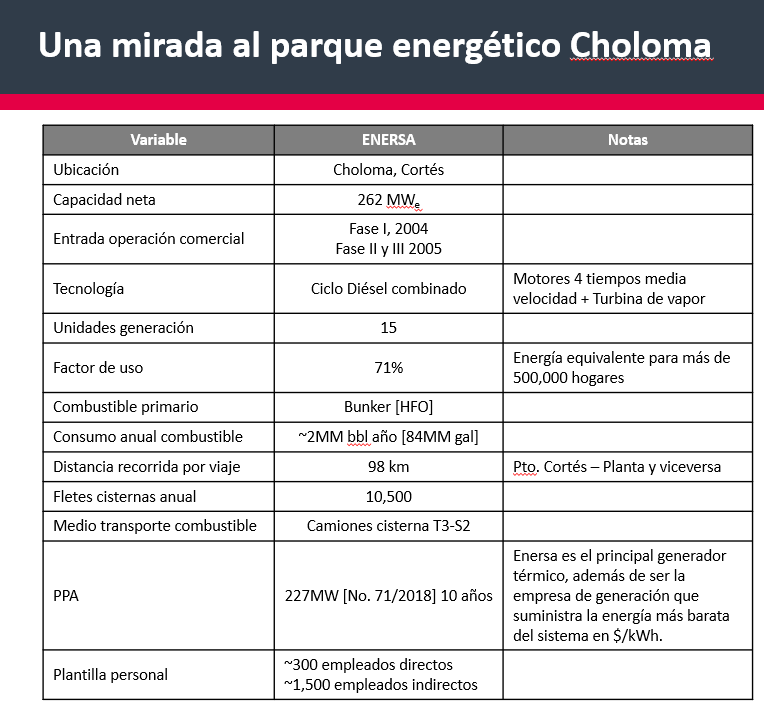 Una mirada al parque energético Choloma
Variable ENERSA Notas
Ubicación Choloma, Cortés
Capacidad neta 262 MWe
Entrada operación comercial Fase I, 2004
Fase II y III 2005
Tecnología Ciclo Diésel combinado Motores 4 tiempos media
velocidad + Turbina de vapor
Unidades generación 15
Factor de uso 71% Energía equivalente para más de
500,000 hogares
Combustible primario Bunker [HFO]
Consumo anual combustible ~2MM bbl año [84MM gal]
Distancia recorrida por viaje 98 km Pto. Cortés – Planta y viceversa
Fletes cisternas anual 10,500
Medio transporte combustible Camiones cisterna T3-S2
PPA 227MW [No. 71/2018] 10 años Enersa es el principal generador
térmico, además de ser la
empresa de generación que
suministra la energía más barata
del sistema en $/kWh.
Plantilla personal ~300 empleados directos
~1,500 empleados indirectos